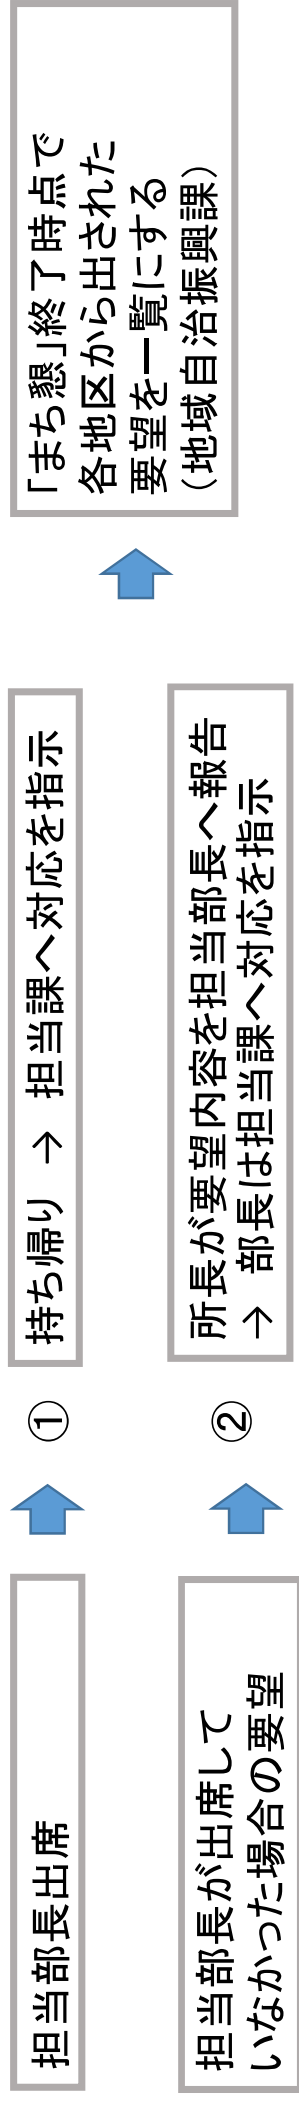 担当部長出席
①
持ち帰り → 担当課へ対応を指示
担当部長が出席して
いなかった場合の要望
②
所長が要望内容を担当部長へ報告
→ 部長は担当課へ対応を指示
「まち懇」終了時点で
各地区から出された
要望を一覧にする
（地域自治振興課）